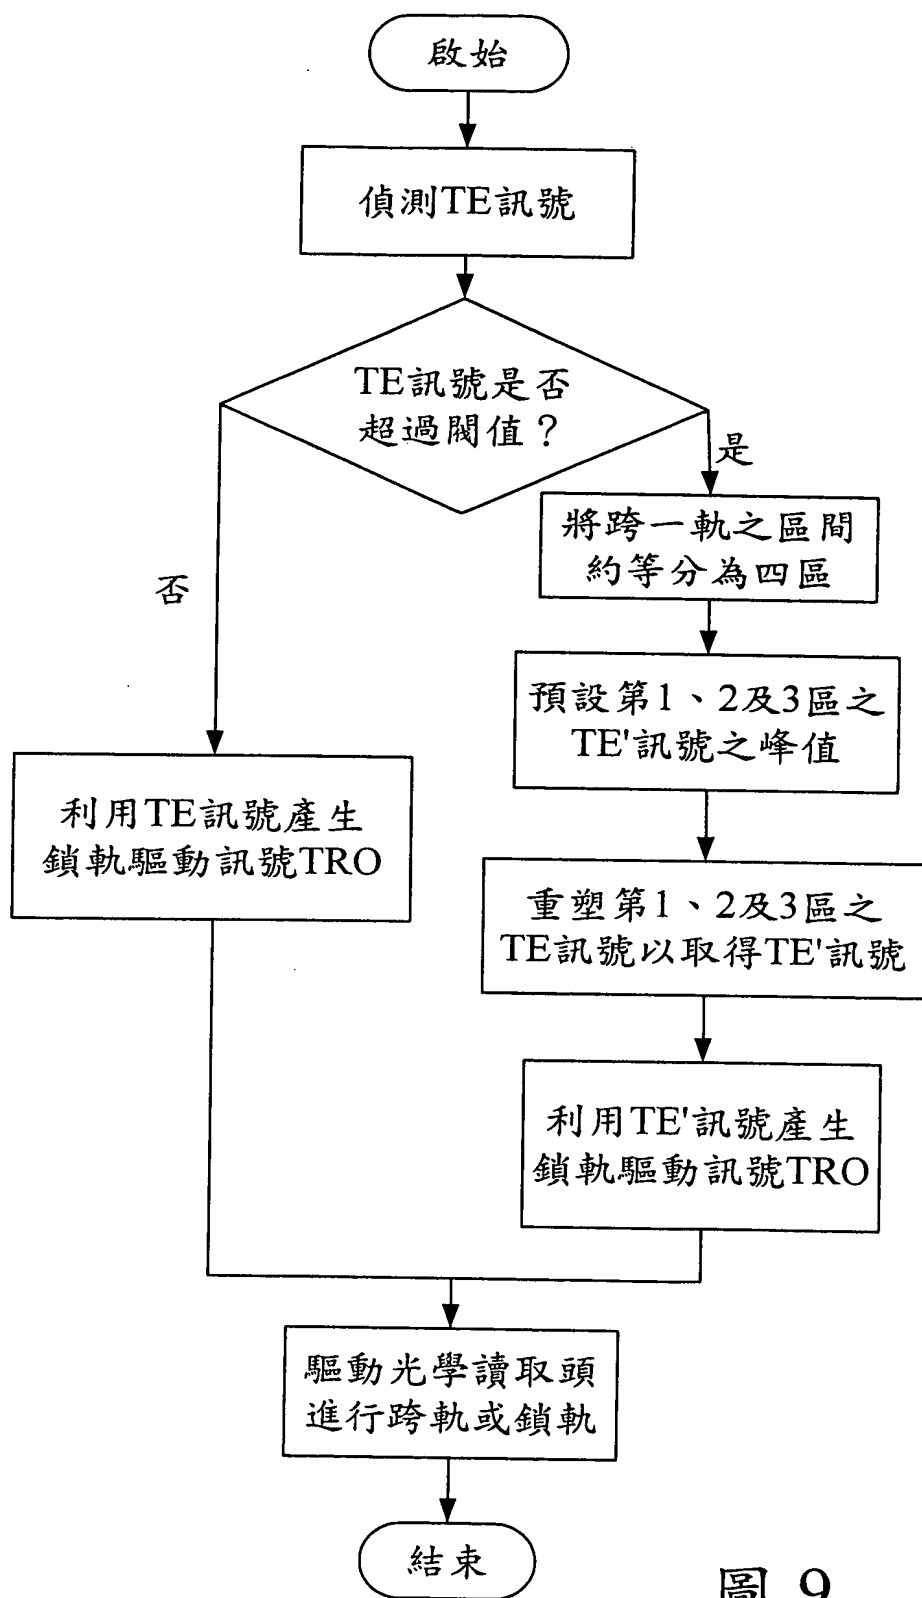 啟始
偵測TE訊號
TE訊號是否
超過閥值？
是
否
將跨一軌之區間
約等分為四區
預設第1、2及3區之
TE'訊號之峰值
利用TE訊號產生
鎖軌驅動訊號TRO
重塑第1、2及3區之
TE訊號以取得TE'訊號
利用TE'訊號產生
鎖軌驅動訊號TRO
驅動光學讀取頭
進行跨軌或鎖軌
結束
圖 9